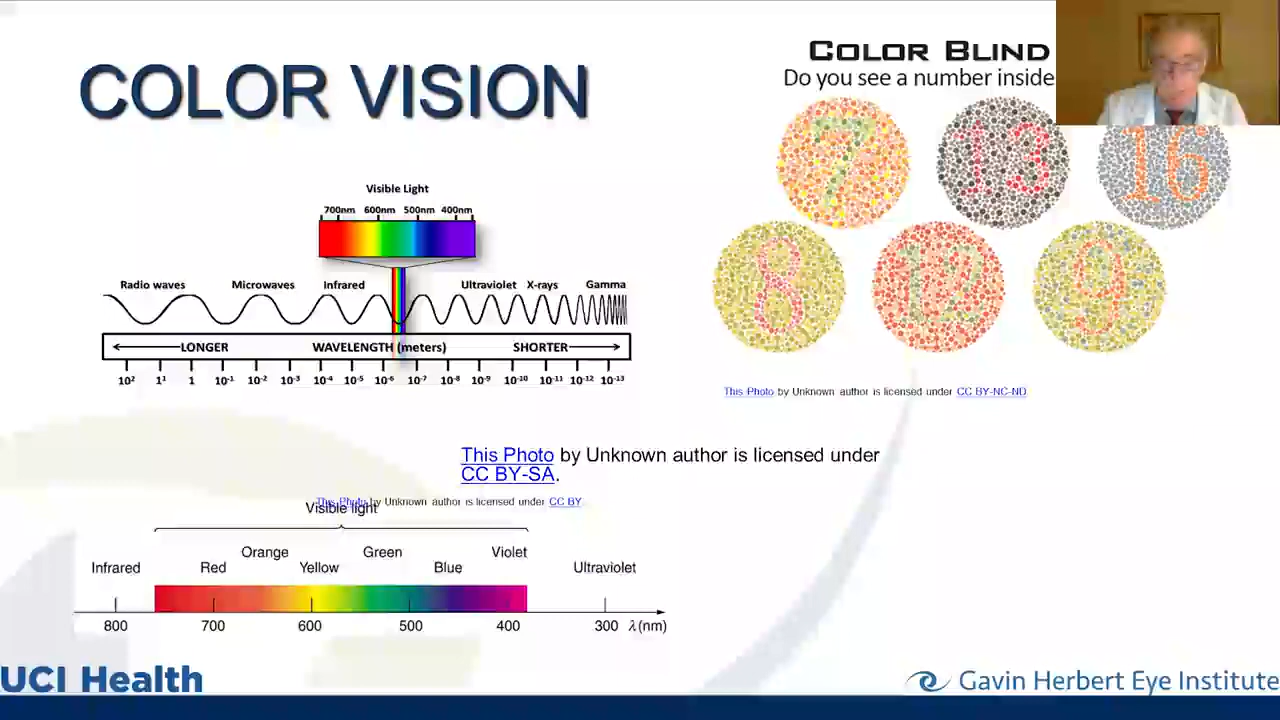 COLOR VISION
COLOR BLIND
Do you see a number inside
7
13
16
8
12
9
This Photo by Unknown author is licensed under CC BY-NC-ND
Visible Light
700nm 600nm 500nm 400nm
Radio waves Microwaves Infrared Ultraviolet X-rays Gamma
LONGER WAVELENGTH (meters) SHORTER
10² 1¹ 1 10⁻¹ 10⁻² 10⁻³ 10⁻⁴ 10⁻⁵ 10⁻⁶ 10⁻⁷ 10⁻⁸ 10⁻⁹ 10⁻¹⁰ 10⁻¹¹ 10⁻¹² 10⁻¹³
This Photo by Unknown author is licensed under
CC BY-SA.
This Photo by Unknown author is licensed under CC BY
Visible light
Orange Green Violet
Infrared Red Yellow Blue Ultraviolet
800 700 600 500 400 300 λ(nm)
UCI Health
Gavin Herbert Eye Institute